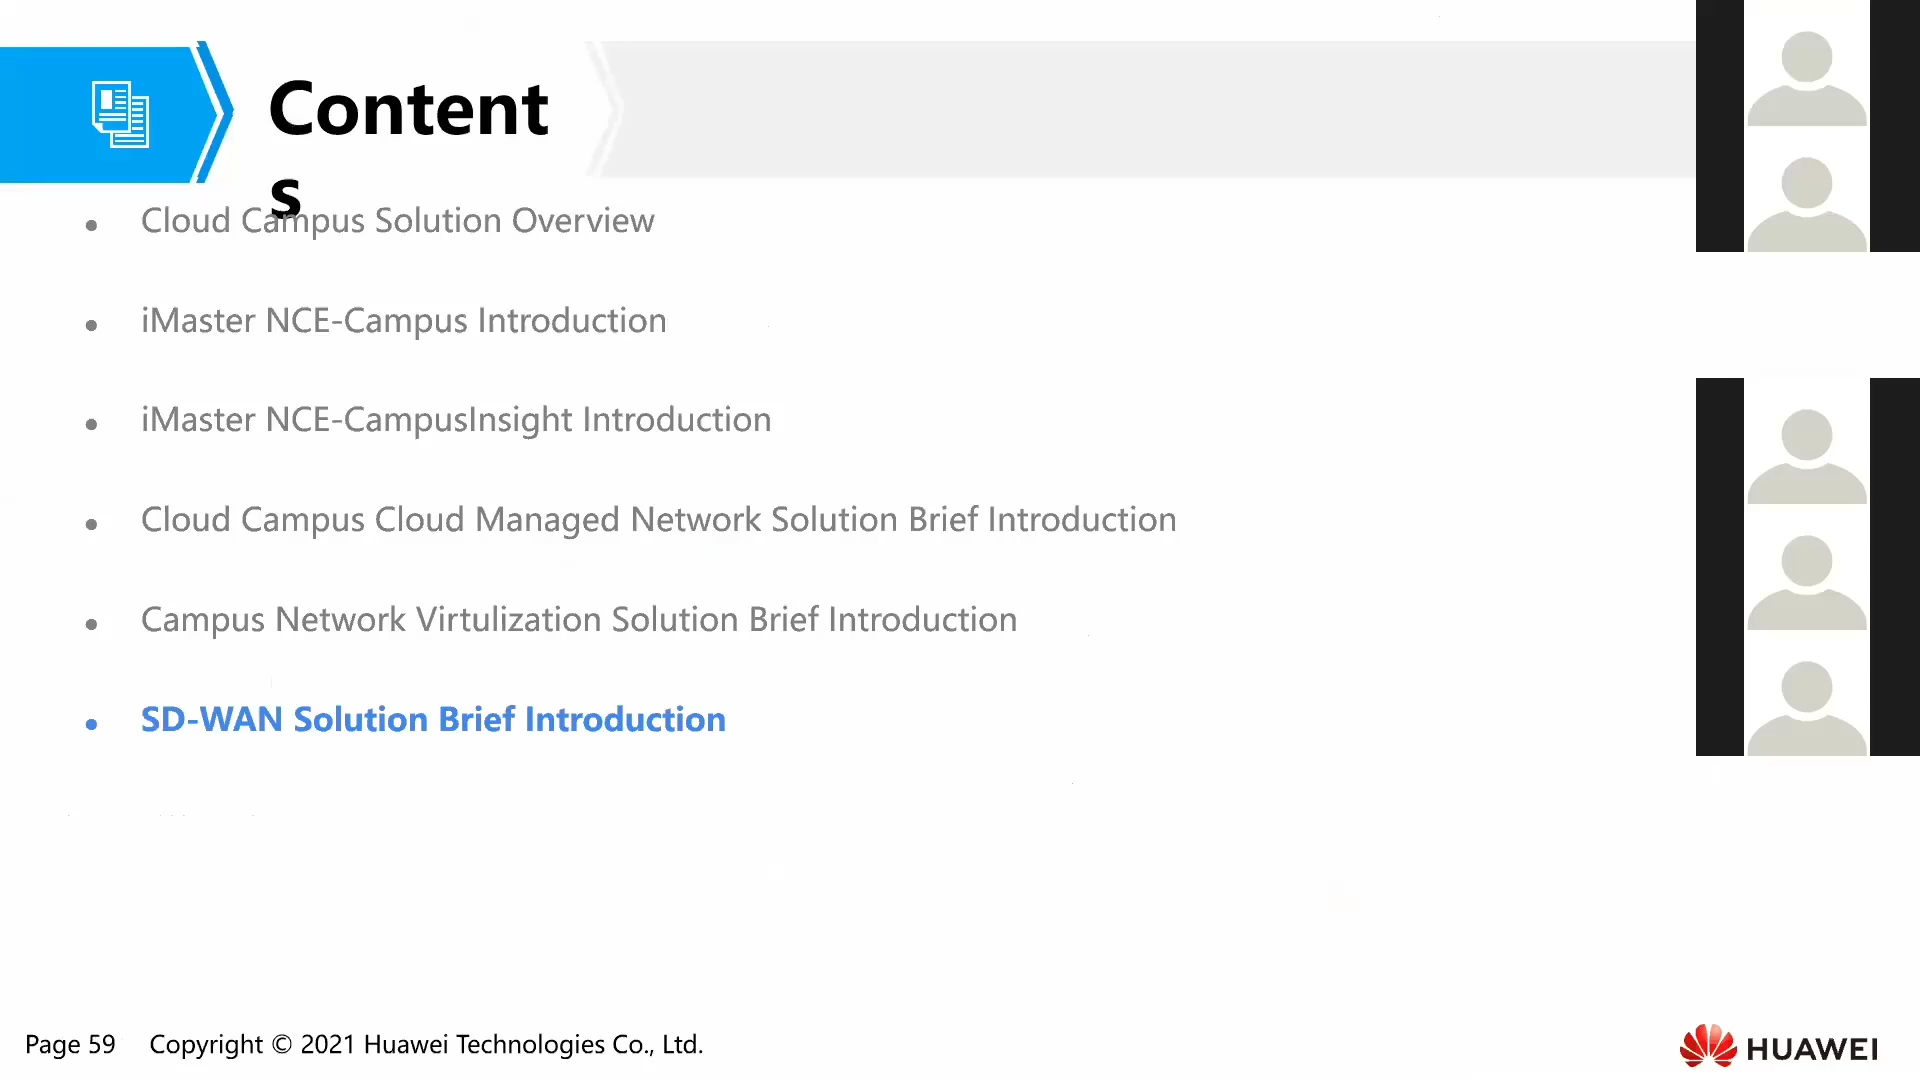 Content
s
• Cloud Campus Solution Overview
• iMaster NCE-Campus Introduction
• iMaster NCE-CampusInsight Introduction
• Cloud Campus Cloud Managed Network Solution Brief Introduction
• Campus Network Virtulization Solution Brief Introduction
• SD-WAN Solution Brief Introduction
Page 59 Copyright © 2021 Huawei Technologies Co., Ltd.
HUAWEI